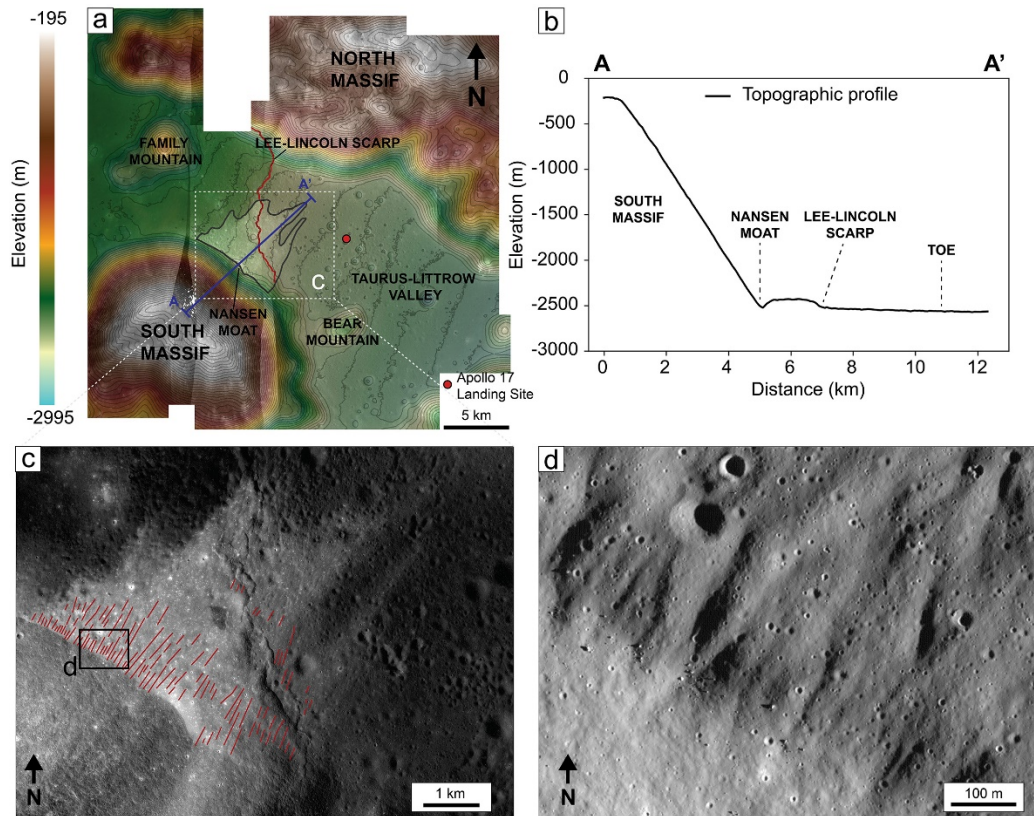 a
-195
Elevation (m)
-2995
NORTH
MASSIF
N
FAMILY
MOUNTAIN
LEE-LINCOLN SCARP
A'
C
TAURUS-LITTROW
VALLEY
A
NANSEN
MOAT
BEAR
MOUNTAIN
SOUTH
MASSIF
Apollo 17
Landing Site
5 km
b
A
A'
Topographic profile
0
-500
-1000
-1500
-2000
-2500
-3000
Elevation (m)
SOUTH
MASSIF
NANSEN
MOAT
LEE-LINCOLN
SCARP
TOE
0 2 4 6 8 10 12
Distance (km)
c
d
N
1 km
d
N
100 m